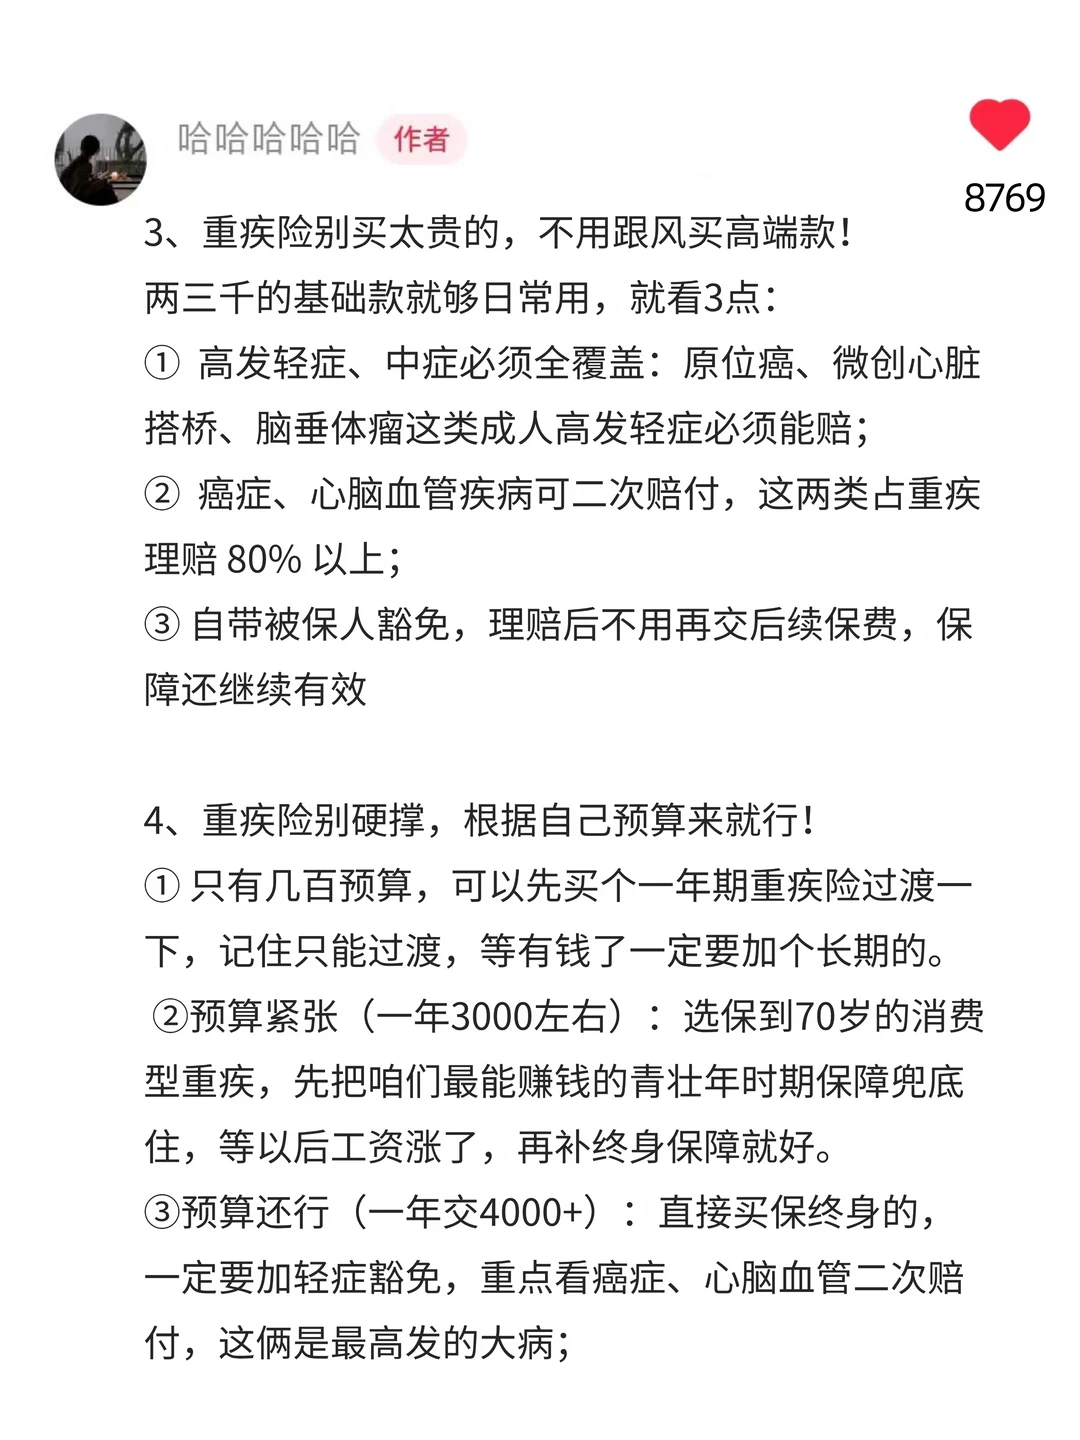 哈哈哈哈哈
作者
8769
3、重疾险别买太贵的，不用跟风买高端款！
两三千的基础款就够日常用，就看3点：
① 高发轻症、中症必须全覆盖：原位癌、微创心脏
搭桥、脑垂体瘤这类成人高发轻症必须能赔；
② 癌症、心脑血管疾病可二次赔付，这两类占重疾
理赔 80% 以上；
③ 自带被保人豁免，理赔后不用再交后续保费，保
障还继续有效
4、重疾险别硬撑，根据自己预算来就行！
① 只有几百预算，可以先买个一年期重疾险过渡一
下，记住只能过渡，等有钱了一定要加个长期的。
②预算紧张（一年3000左右）：选保到70岁的消费
型重疾，先把咱们最能赚钱的青壮年时期保障兜底
住，等以后工资涨了，再补终身保障就好。
③预算还行（一年交4000+）：直接买保终身的，
一定要加轻症豁免，重点看癌症、心脑血管二次赔
付，这俩是最高发的大病；